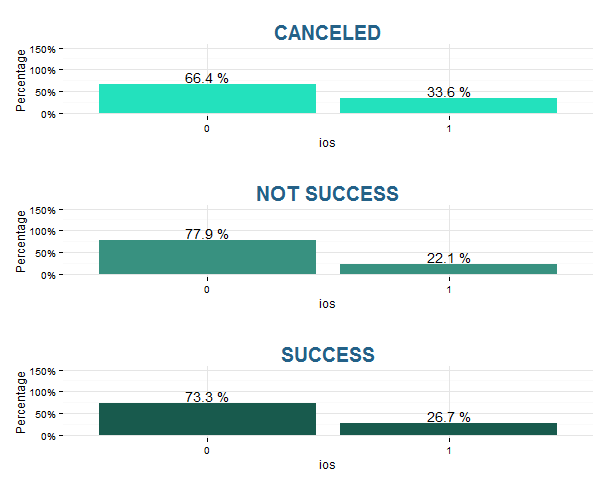 CANCELED
Percentage
150%
100%
50%
0%
66.4 %
33.6 %
0
1
ios
NOT SUCCESS
Percentage
150%
100%
50%
0%
77.9 %
22.1 %
0
1
ios
SUCCESS
Percentage
150%
100%
50%
0%
73.3 %
26.7 %
0
1
ios